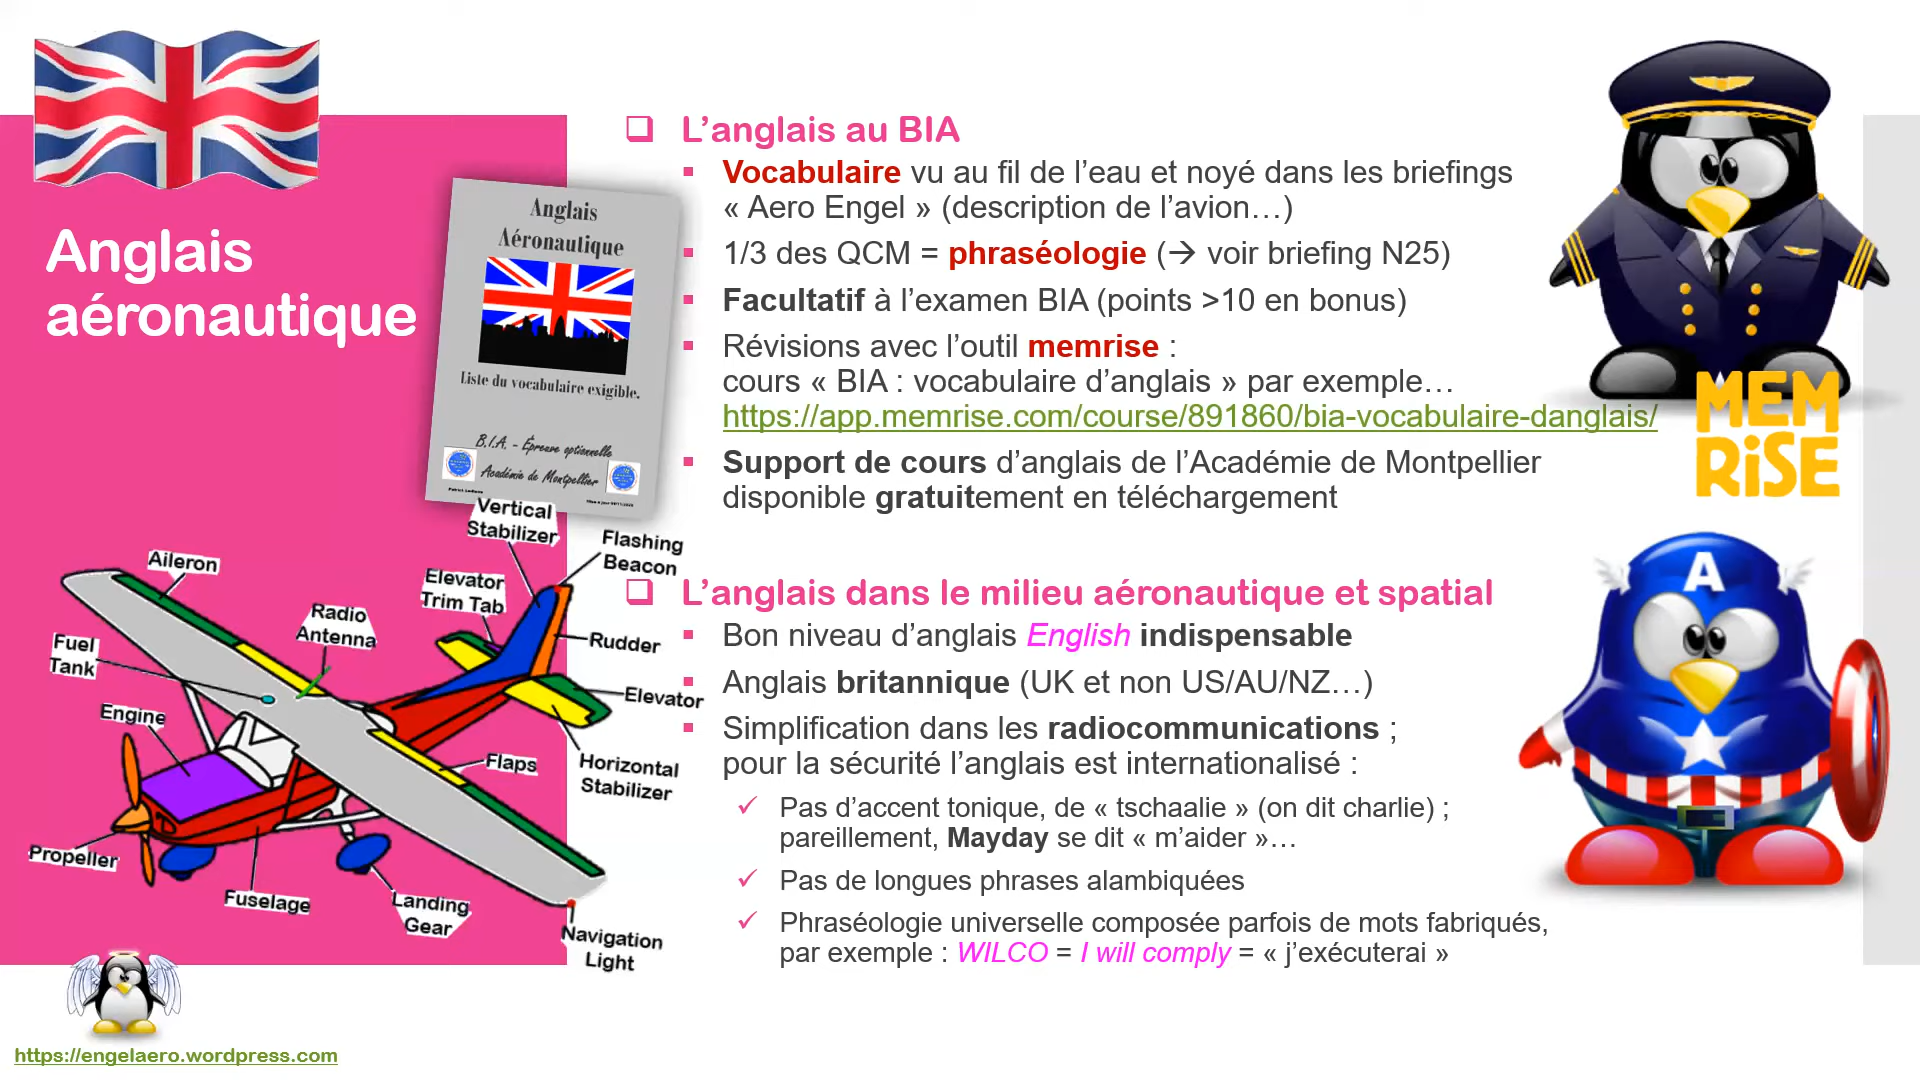 Anglais
aéronautique
Anglais
Aéronautique
Liste du vocabulaire exigible.
B.I.A. - Épreuve optionnelle
Académie de Montpellier
❑ L’anglais au BIA
▪ Vocabulaire vu au fil de l’eau et noyé dans les briefings
« Aero Engel » (description de l’avion…)
▪ 1/3 des QCM = phraséologie (→ voir briefing N25)
▪ Facultatif à l’examen BIA (points >10 en bonus)
▪ Révisions avec l’outil memrise :
cours « BIA : vocabulaire d’anglais » par exemple…
https://app.memrise.com/course/891860/bia-vocabulaire-danglais/
▪ Support de cours d’anglais de l’Académie de Montpellier
disponible gratuitement en téléchargement
MEM
RiSE
❑ L’anglais dans le milieu aéronautique et spatial
▪ Bon niveau d’anglais English indispensable
▪ Anglais britannique (UK et non US/AU/NZ…)
▪ Simplification dans les radiocommunications ;
pour la sécurité l’anglais est internationalisé :
✓ Pas d’accent tonique, de « tschaalie » (on dit charlie) ;
pareillement, Mayday se dit « m’aider »…
✓ Pas de longues phrases alambiquées
✓ Phraséologie universelle composée parfois de mots fabriqués,
par exemple : WILCO = I will comply = « j’exécuterai »
A
Vertical
Stabilizer
Flashing
Beacon
Aileron
Elevator
Trim Tab
Radio
Antenna
Rudder
Fuel
Tank
Elevator
Engine
Flaps
Horizontal
Stabilizer
Propeller
Fuselage
Landing
Gear
Navigation
Light
https://engelaero.wordpress.com